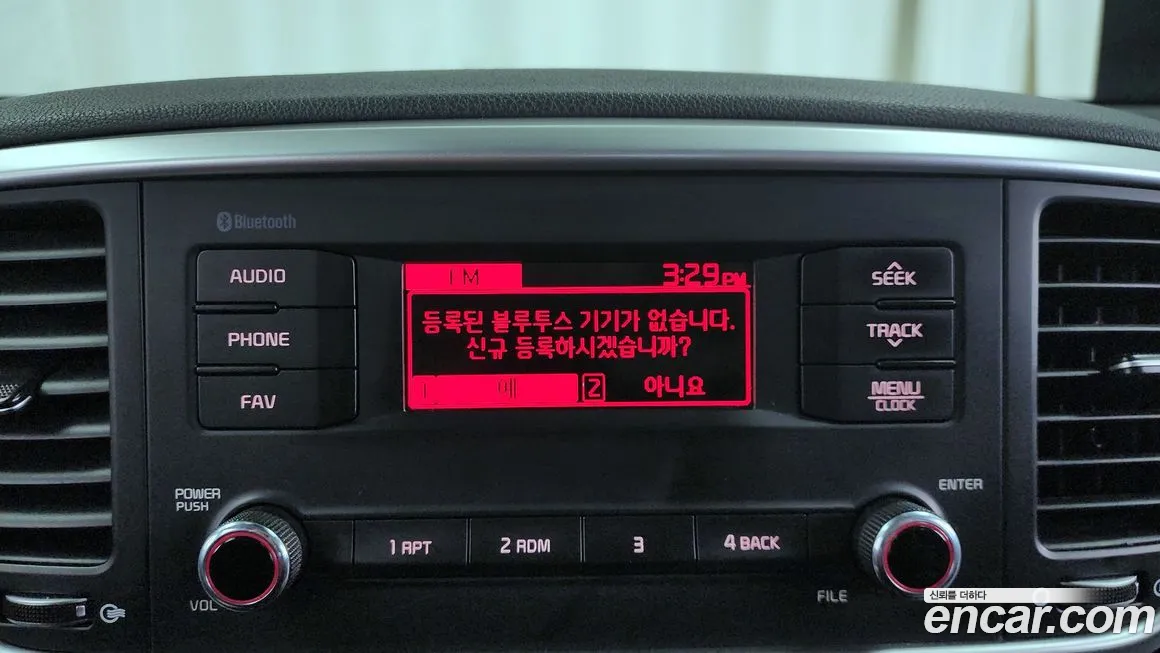 Bluetooth
AUDIO
PHONE
FAV
3:29 PM
등록된 블루투스 기기가 없습니다.
신규 등록하시겠습니까?
예
2 아니요
SEEK
TRACK
MENU
CLOCK
POWER
PUSH
VOL
1 RPT
2 RDM
3
4 BACK
ENTER
FILE
신뢰를 더하다
encar.com